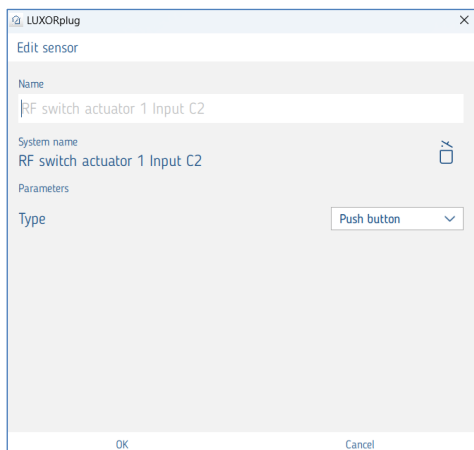 LUXORplug
Edit sensor
Name
RF switch actuator 1 Input C2
System name
RF switch actuator 1 Input C2
Parameters
Type
Push button
OK
Cancel